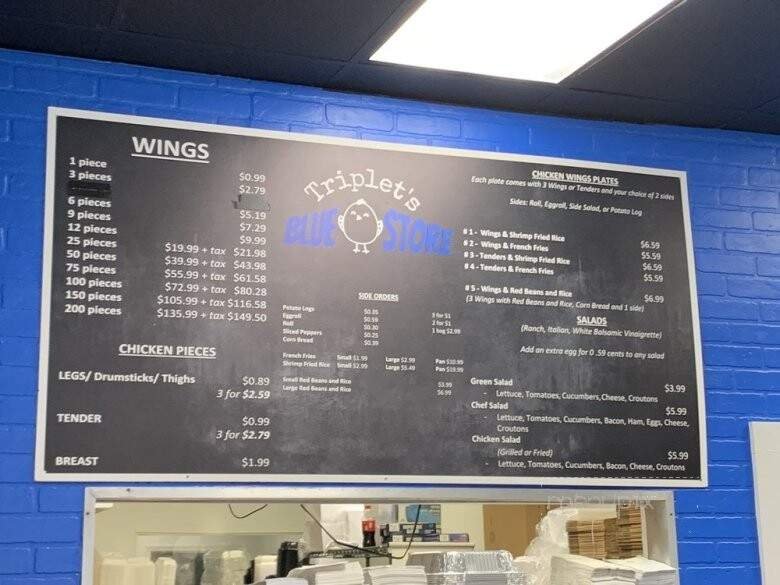 WINGS
1 piece $0.99
3 pieces $2.79
6 pieces $5.19
9 pieces $7.29
12 pieces $9.99
25 pieces $19.99 + tax $21.98
50 pieces $39.99 + tax $43.98
75 pieces $55.99 + tax $61.58
100 pieces $72.99 + tax $80.28
150 pieces $105.99 + tax $116.58
200 pieces $135.99 + tax $149.50
CHICKEN PIECES
LEGS/ Drumsticks/ Thighs $0.89
3 for $2.59
TENDER $0.99
3 for $2.79
BREAST $1.99
Triplet's
BLUE STORE
SIDE ORDERS
Potato Logs $0.35 3 for $1
Eggroll $0.59 2 for $1
Roll $0.30
Sliced Peppers $0.25 1 bag $2.99
Corn Bread $0.99
French Fries Small $1.99 Large $2.99 Pan $10.99
Shrimp Fried Rice Small $2.99 Large $5.49 Pan $19.99
Small Red Beans and Rice $3.99
Large Red Beans and Rice $6.99
CHICKEN WINGS PLATES
Each plate comes with 3 Wings or Tenders and your choice of 2 sides
Sides: Roll, Eggroll, Side Salad, or Potato Log
#1 - Wings & Shrimp Fried Rice $6.59
#2 - Wings & French Fries $5.59
#3 - Tenders & Shrimp Fried Rice $6.59
#4 - Tenders & French Fries $5.59
#5 - Wings & Red Beans and Rice $6.99
(3 Wings with Red Beans and Rice, Corn Bread and 1 side)
SALADS
(Ranch, Italian, White Balsamic Vinaigrette)
Add an extra egg for .59 cents to any salad
Green Salad $3.99
- Lettuce, Tomatoes, Cucumbers, Cheese, Croutons
Chef Salad $5.99
- Lettuce, Tomatoes, Cucumbers, Bacon, Ham, Eggs, Cheese,
Croutons
Chicken Salad
(Grilled or Fried) $5.99
- Lettuce, Tomatoes, Cucumbers, Bacon, Cheese, Croutons